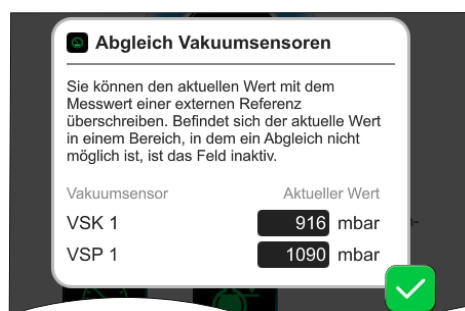 Abgleich Vakuumsensoren
Sie können den aktuellen Wert mit dem
Messwert einer externen Referenz
überschreiben. Befindet sich der aktuelle Wert
in einem Bereich, in dem ein Abgleich nicht
möglich ist, ist das Feld inaktiv.
Vakuumsensor Aktueller Wert
VSK 1 916 mbar
VSP 1 1090 mbar